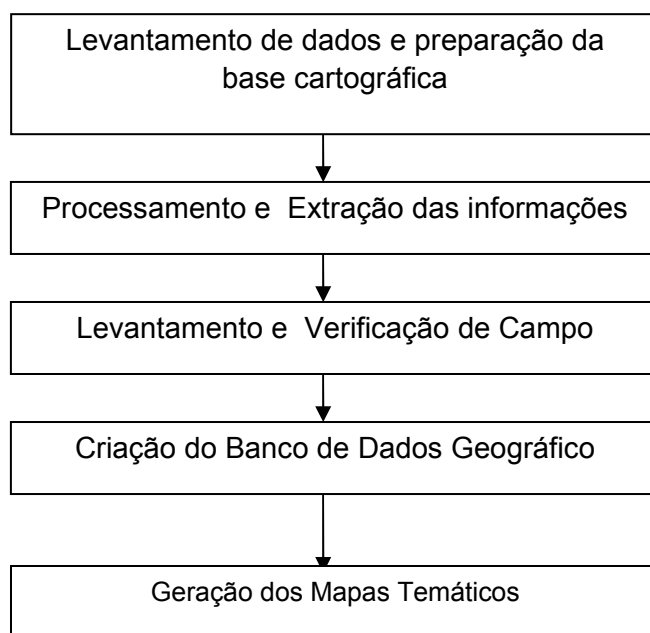 Levantamento de dados e preparação da
base cartográfica
Processamento e Extração das informações
Levantamento e Verificação de Campo
Criação do Banco de Dados Geográfico
Geração dos Mapas Temáticos